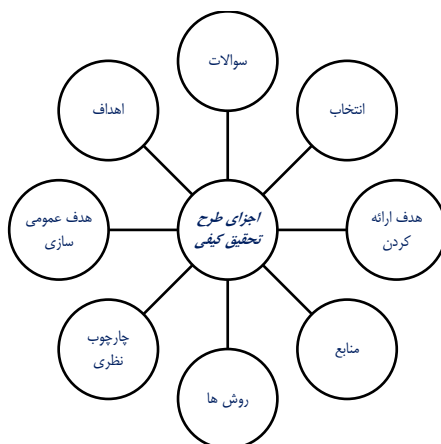 سوالات
انتخاب
اهداف
هدف ارائه
کردن
اجزای طرح
تحقیق کیفی
هدف عمومی
سازی
منابع
چارچوب
نظری
روش ها